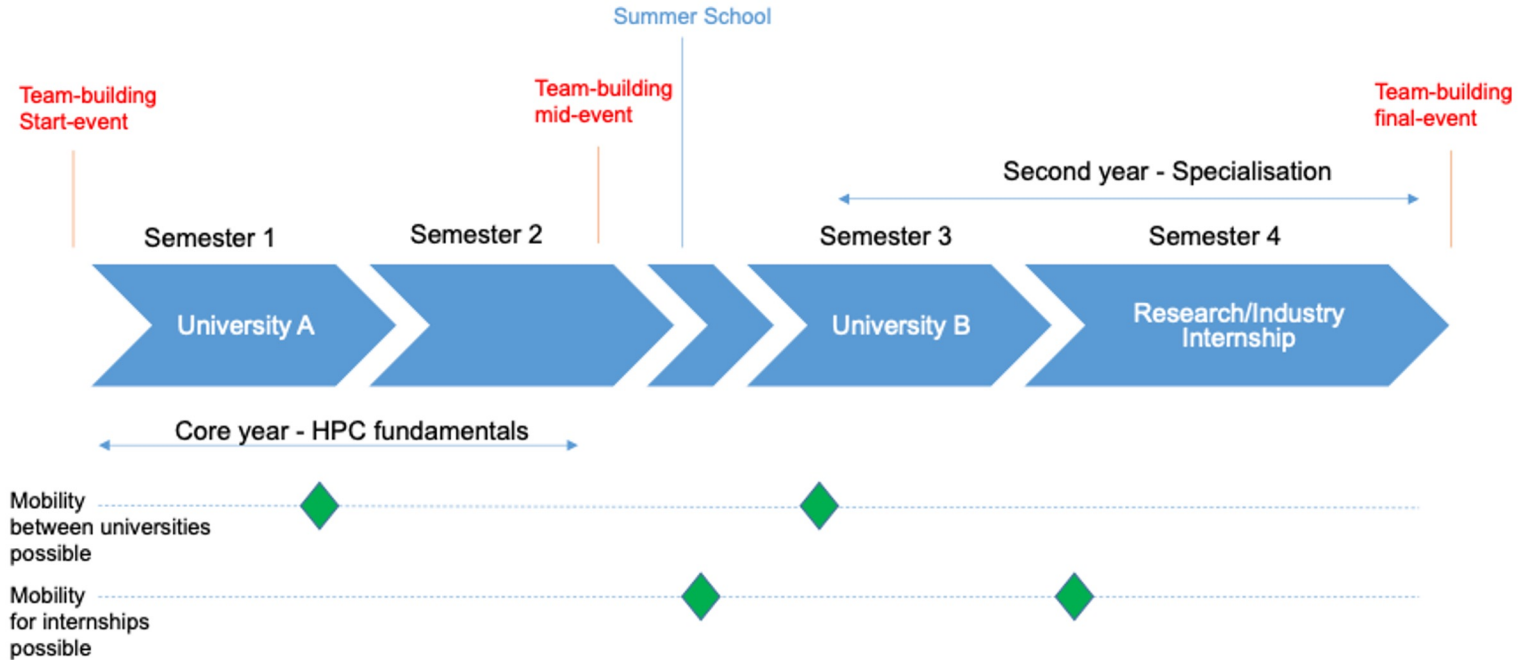 Summer School
Team-building
Start-event
Team-building
mid-event
Team-building
final-event
Second year - Specialisation
Semester 1
Semester 2
Semester 3
Semester 4
University A
University B
Research/Industry
Internship
Core year - HPC fundamentals
Mobility
between universities
possible
Mobility
for internships
possible